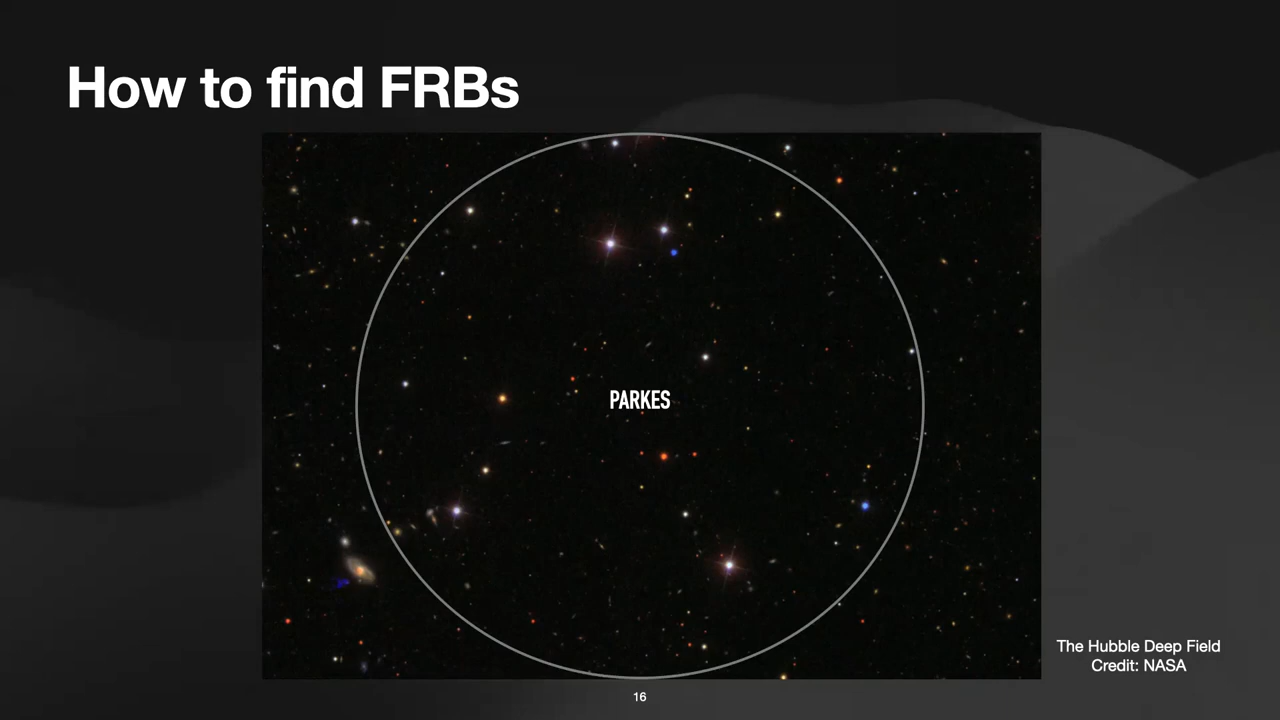 How to find FRBs
PARKES
The Hubble Deep Field
Credit: NASA
16